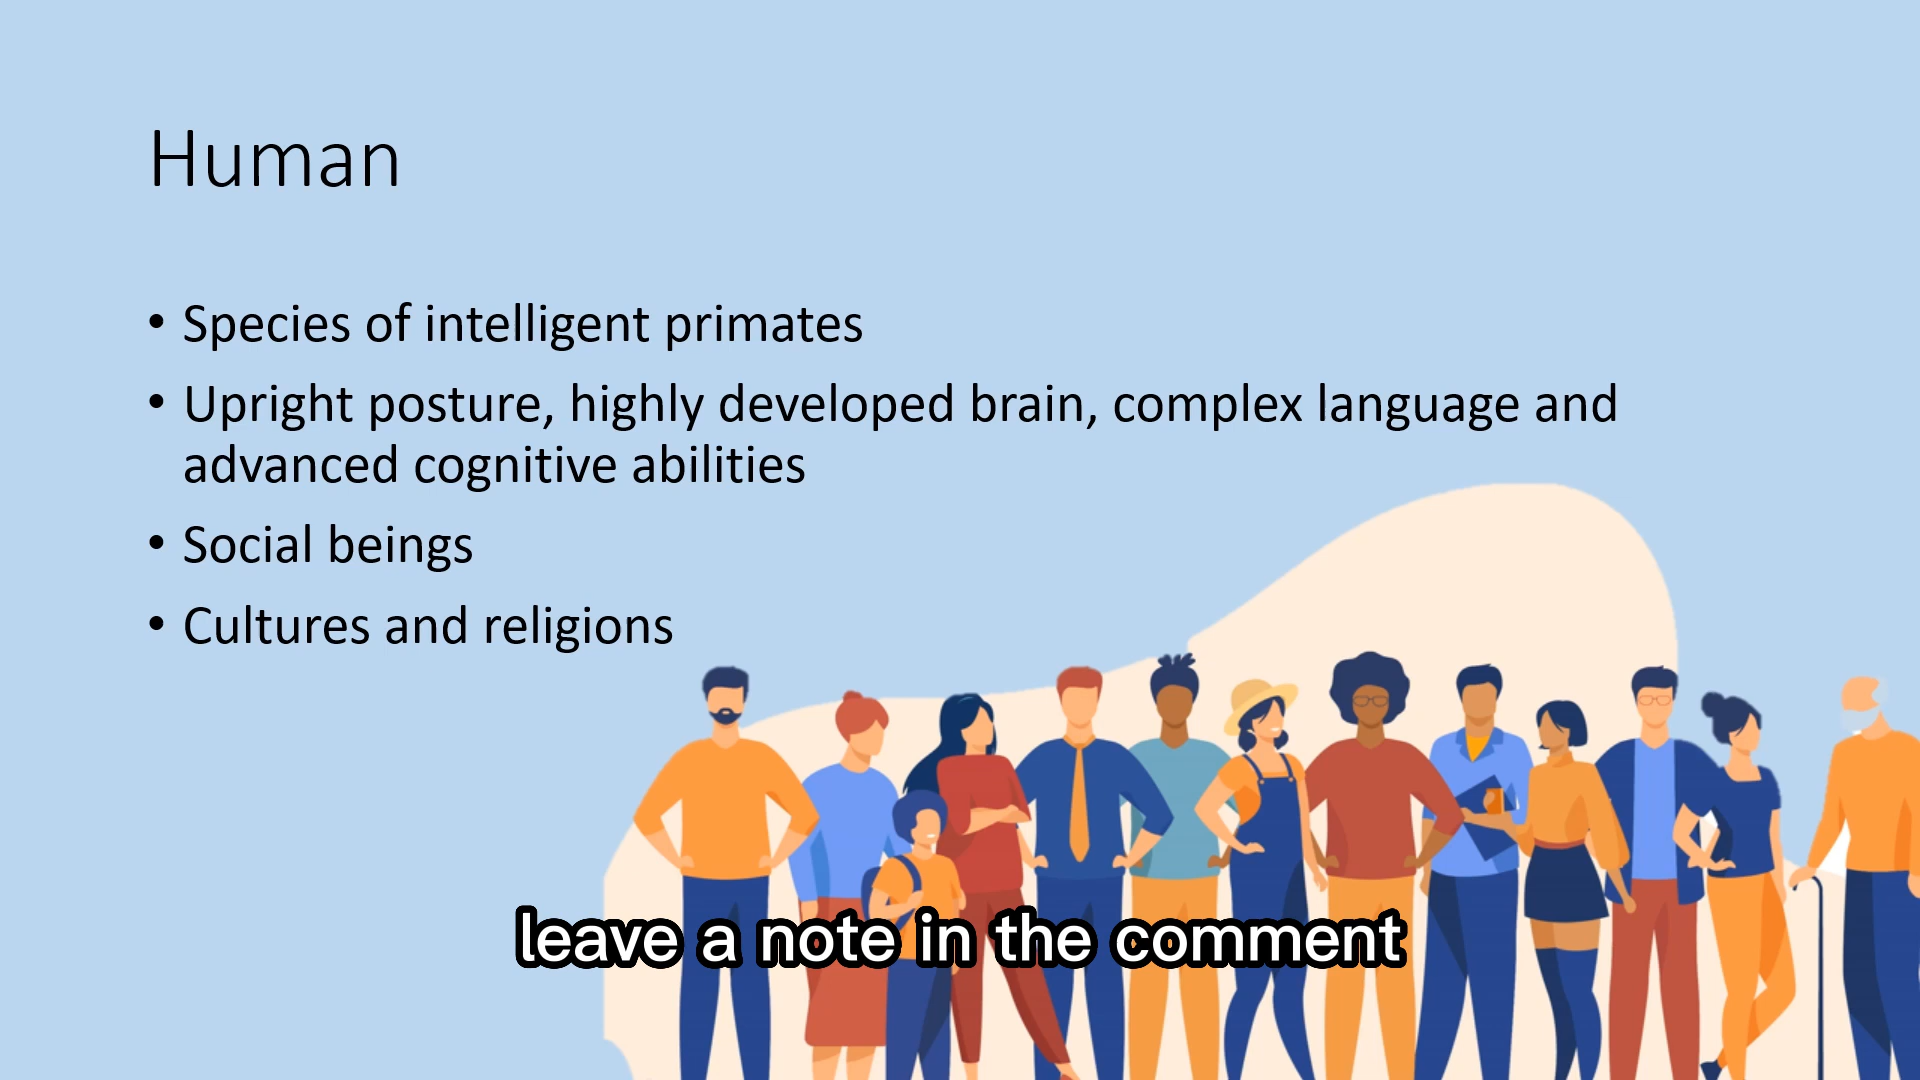 Human
• Species of intelligent primates
• Upright posture, highly developed brain, complex language and
advanced cognitive abilities
• Social beings
• Cultures and religions
leave a note in the comment